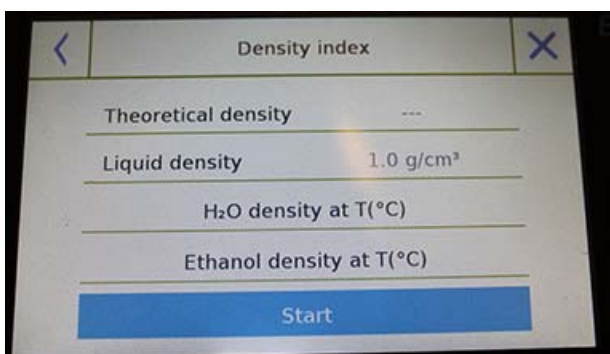 Density index
Theoretical density ---
Liquid density 1.0 g/cm³
H₂O density at T(°C)
Ethanol density at T(°C)
Start